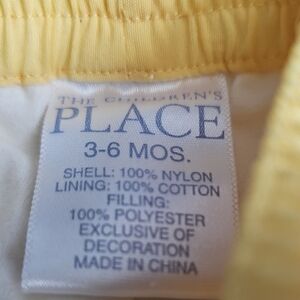 THE CHILDREN'S
PLACE
3-6 MOS.
SHELL: 100% NYLON
LINING: 100% COTTON
FILLING:
100% POLYESTER
EXCLUSIVE OF
DECORATION
MADE IN CHINA